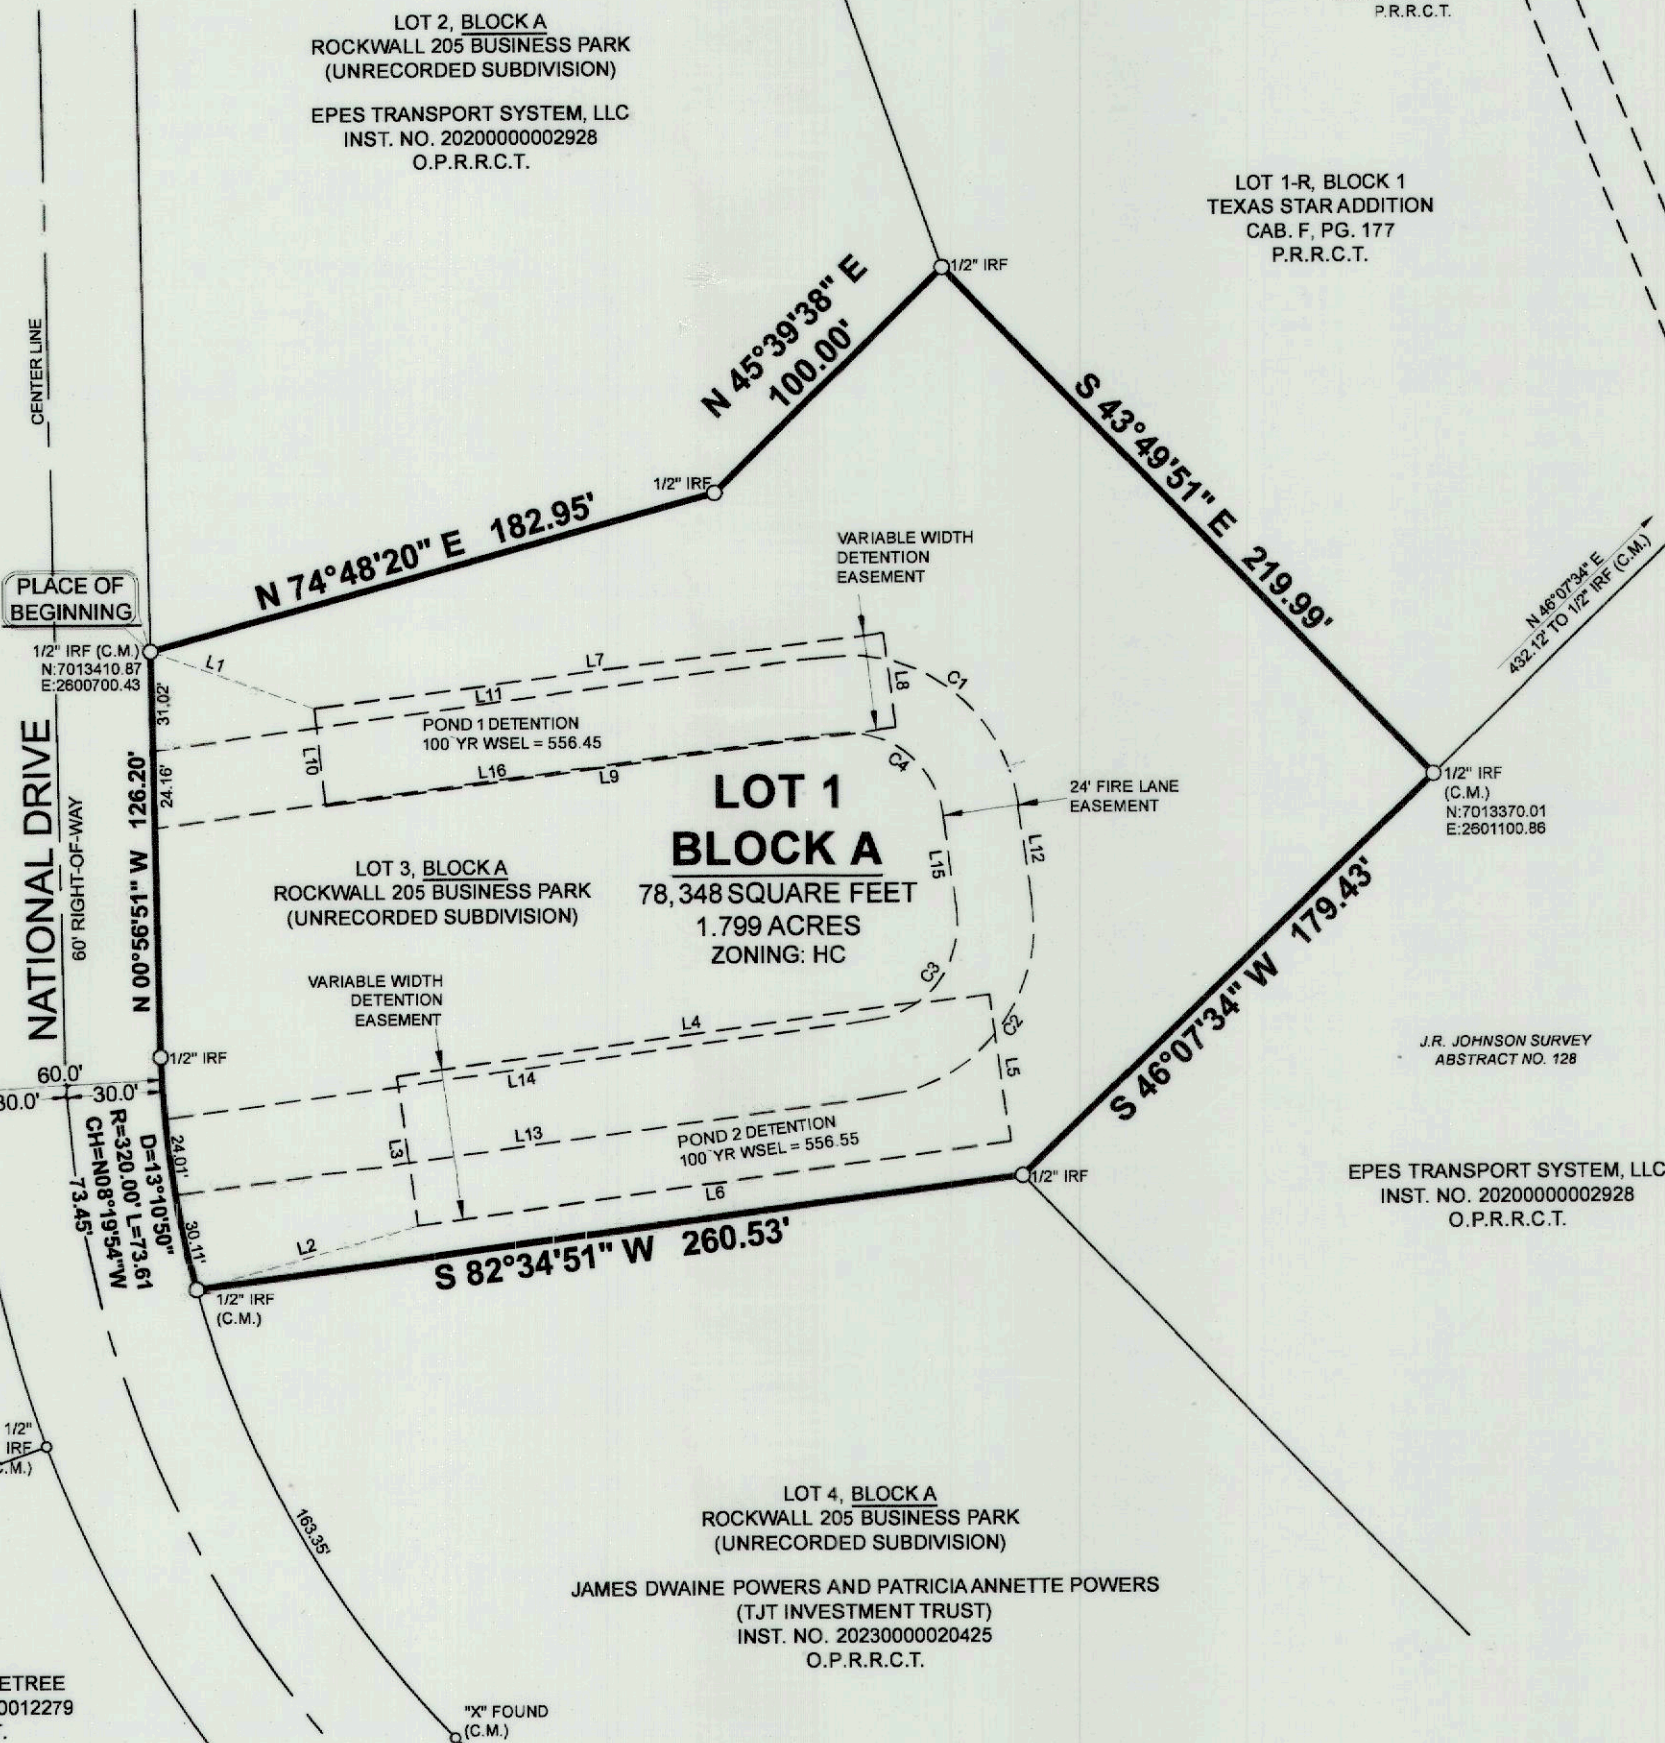 P.R.R.C.T.
LOT 2, BLOCK A
ROCKWALL 205 BUSINESS PARK
(UNRECORDED SUBDIVISION)
EPES TRANSPORT SYSTEM, LLC
INST. NO. 20200000002928
O.P.R.R.C.T.
LOT 1-R, BLOCK 1
TEXAS STAR ADDITION
CAB. F, PG. 177
P.R.R.C.T.
CENTER LINE
1/2" IRF
N 45°39'38" E
100.00'
S 43°49'51" E 219.99'
1/2" IRF
N 74°48'20" E 182.95'
VARIABLE WIDTH
DETENTION
EASEMENT
PLACE OF
BEGINNING
1/2" IRF (C.M.)
N:7013410.87
E:2600700.43
N 46°07'34" E
432.12' TO 1/2" IRF (C.M.)
L1
L7
L8
C1
L11
31.02'
POND 1 DETENTION
100 YR WSEL = 556.45
L10
L16
L9
C4
24.16'
NATIONAL DRIVE
60' RIGHT-OF-WAY
N 00°56'51" W 126.20'
LOT 1
BLOCK A
78,348 SQUARE FEET
1.799 ACRES
ZONING: HC
24' FIRE LANE
EASEMENT
1/2" IRF
(C.M.)
N:7013370.01
E:2601100.86
L12
L15
LOT 3, BLOCK A
ROCKWALL 205 BUSINESS PARK
(UNRECORDED SUBDIVISION)
S 46°07'34" W 179.43'
C3
VARIABLE WIDTH
DETENTION
EASEMENT
L4
C2
1/2" IRF
60.0'
30.0'
30.0'
L14
L5
J.R. JOHNSON SURVEY
ABSTRACT NO. 128
D=13°10'50"
R=320.00' L=73.61
CH=N08°19'54"W
73.45'
24.01'
30.11'
L3
L13
POND 2 DETENTION
100 YR WSEL = 556.55
L6
1/2" IRF
L2
S 82°34'51" W 260.53'
EPES TRANSPORT SYSTEM, LLC
INST. NO. 20200000002928
O.P.R.R.C.T.
1/2" IRF
(C.M.)
1/2"
IRF
C.M.)
163.35'
LOT 4, BLOCK A
ROCKWALL 205 BUSINESS PARK
(UNRECORDED SUBDIVISION)
JAMES DWAINE POWERS AND PATRICIA ANNETTE POWERS
(TJT INVESTMENT TRUST)
INST. NO. 20230000020425
O.P.R.R.C.T.
ETREE
0012279
"X" FOUND
(C.M.)